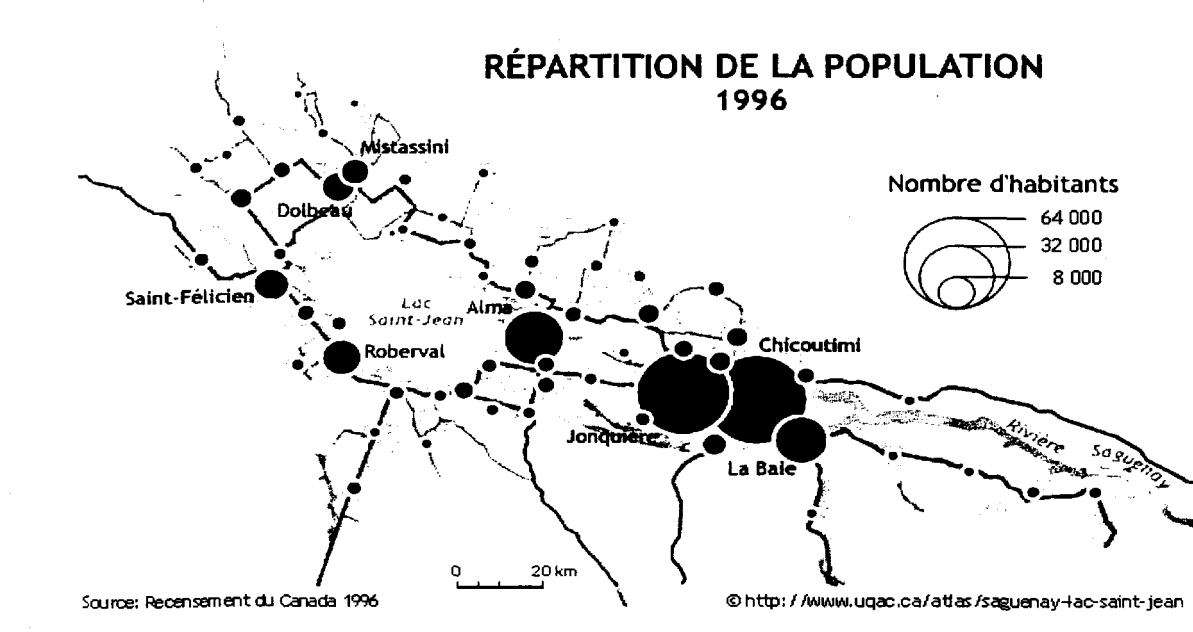 RÉPARTITION DE LA POPULATION
1996
Mistassini
Nombre d'habitants
64 000
32 000
8 000
Dolbeau
Saint-Félicien
Lac
Saint-Jean
Alma
Roberval
Chicoutimi
Jonquière
La Baie
Rivière Saguenay
0 20 km
Source: Recensement du Canada 1996
© http://www.uqac.ca/atlas/saguenay-lac-saint-jean